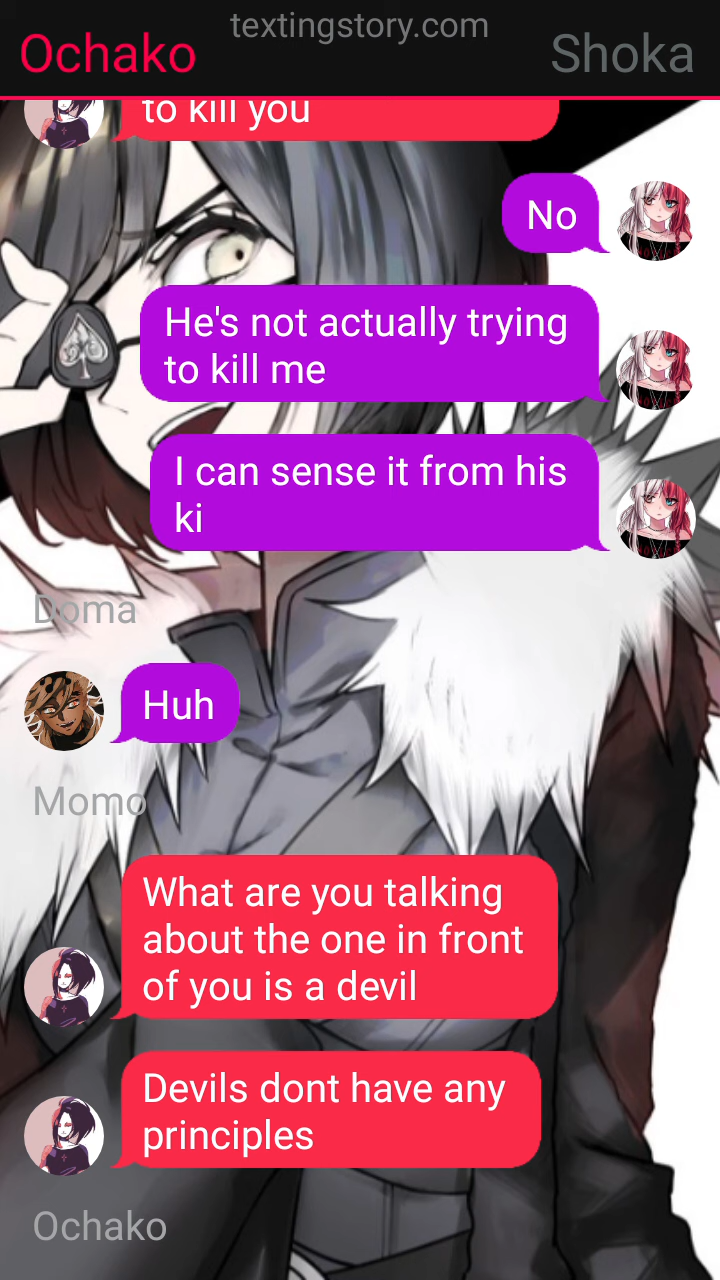 textingstory.com
Ochako
Shoka
to kill you
No
He's not actually trying
to kill me
I can sense it from his
ki
Doma
Huh
Momo
What are you talking
about the one in front
of you is a devil
Devils dont have any
principles
Ochako